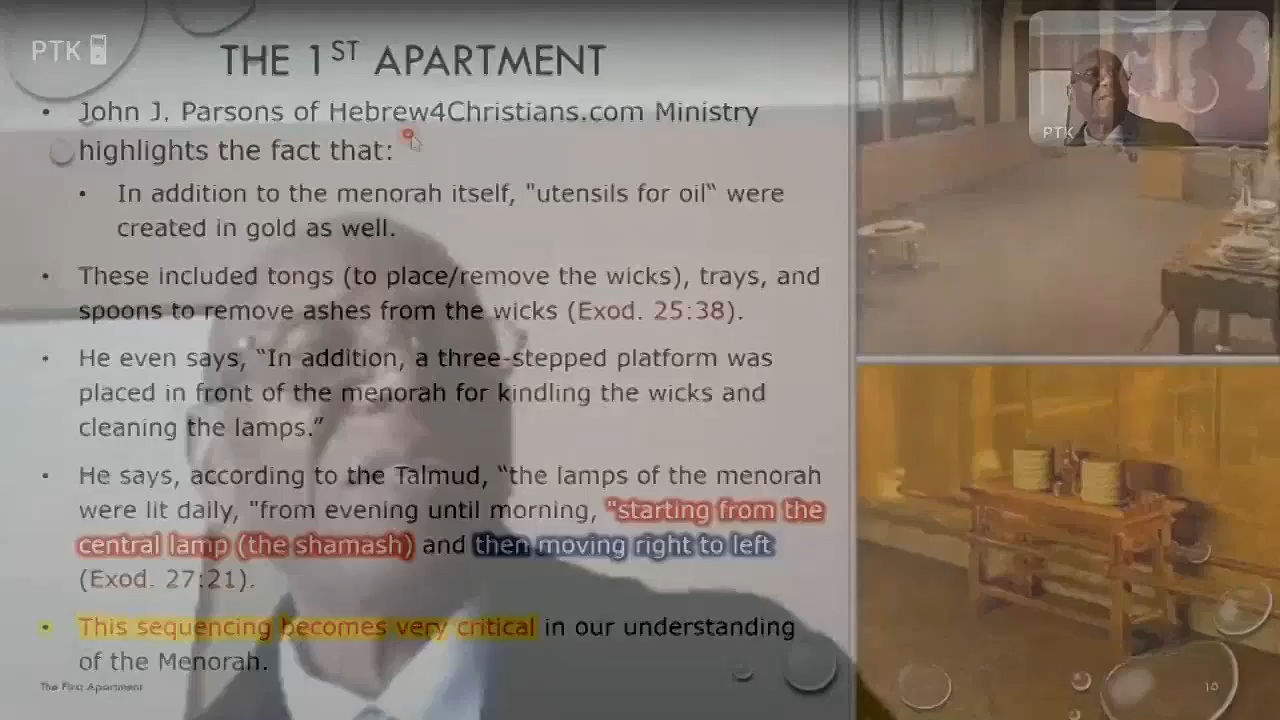 PTK
THE 1ST APARTMENT
PTK
• John J. Parsons of Hebrew4Christians.com Ministry
highlights the fact that:
• In addition to the menorah itself, "utensils for oil" were
created in gold as well.
• These included tongs (to place/remove the wicks), trays, and
spoons to remove ashes from the wicks (Exod. 25:38).
• He even says, “In addition, a three-stepped platform was
placed in front of the menorah for kindling the wicks and
cleaning the lamps.”
• He says, according to the Talmud, “the lamps of the menorah
were lit daily, "from evening until morning, "starting from the
central lamp (the shamash) and then moving right to left
(Exod. 27:21).
• This sequencing becomes very critical in our understanding
of the Menorah.
The First Apartment
10